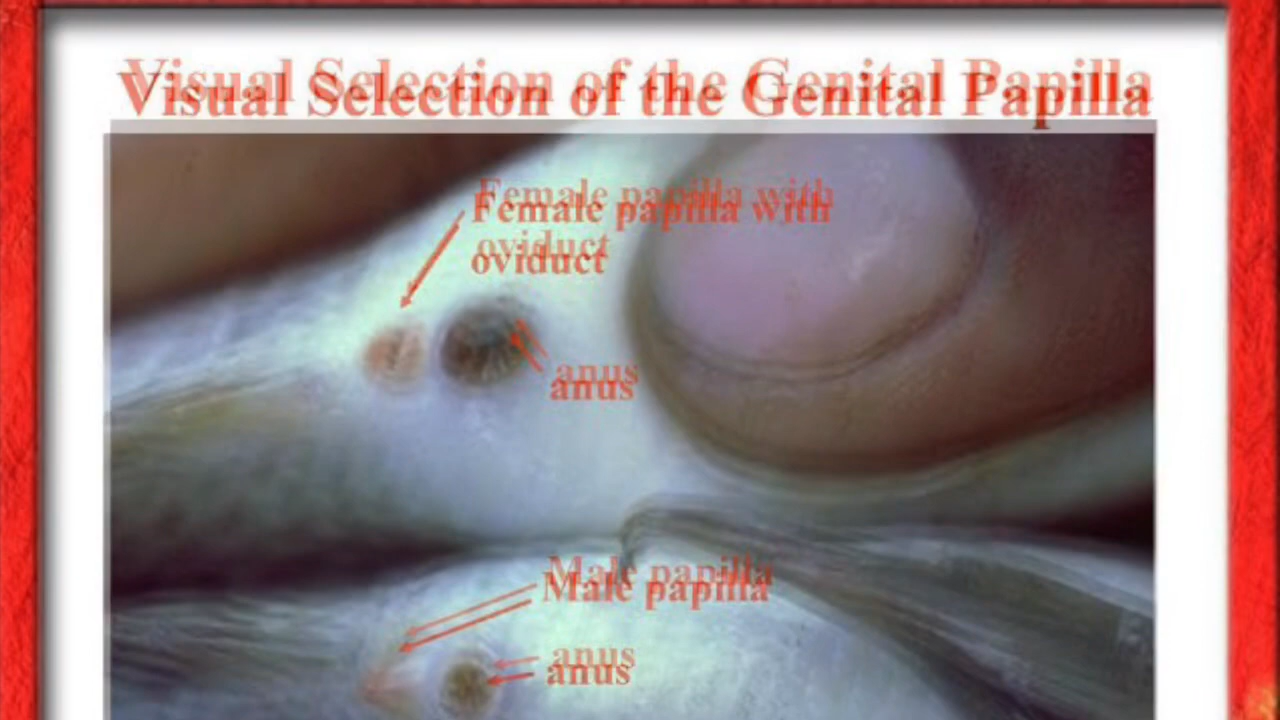 Visual Selection of the Genital Papilla
Female papilla with
oviduct
anus
Male papilla
anus